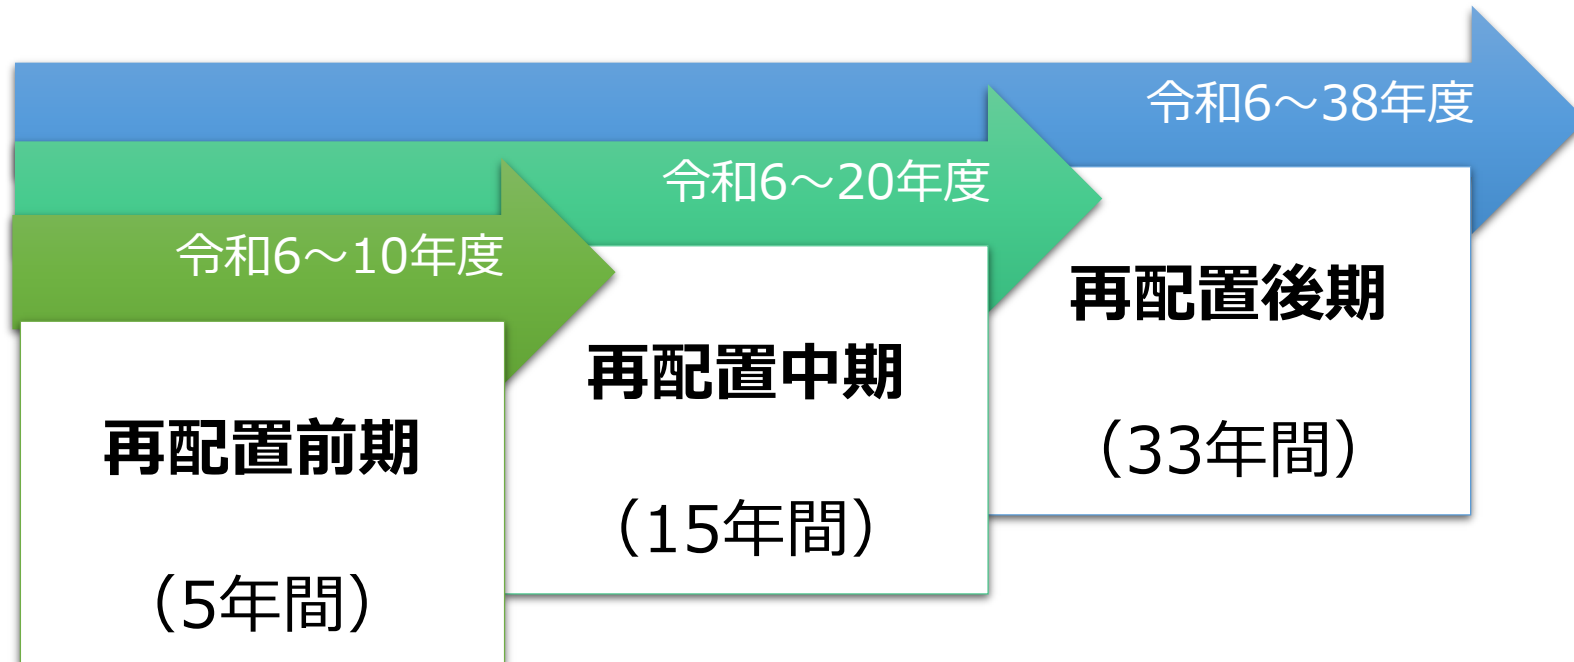 令和6～38年度
再配置後期
（33年間）
令和6～20年度
再配置中期
（15年間）
令和6～10年度
再配置前期
（5年間）